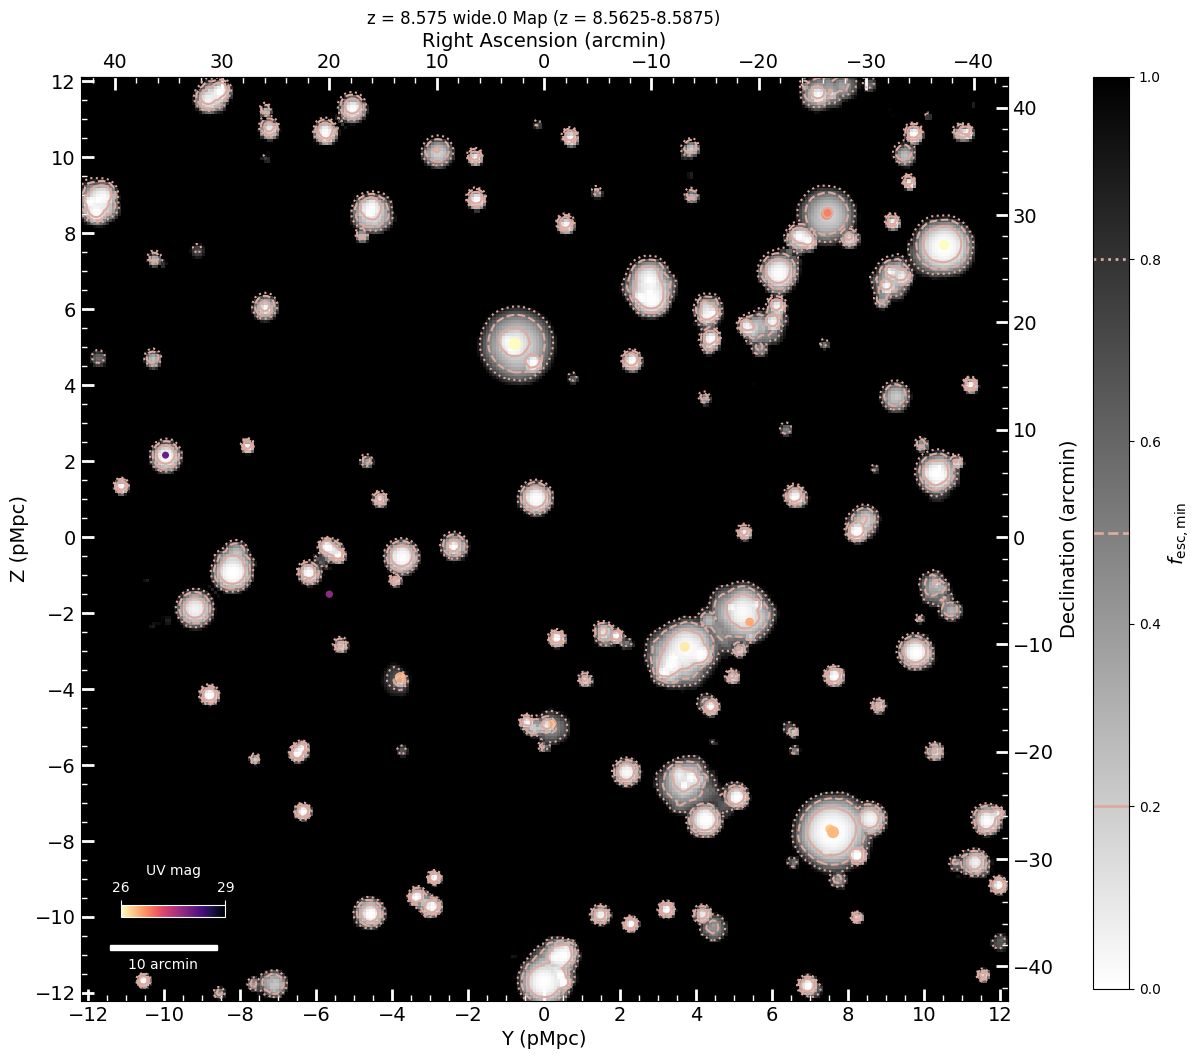 z = 8.575 wide.0 Map (z = 8.5625-8.5875)
Right Ascension (arcmin)
40 30 20 10 0 −10 −20 −30 −40
12 10 8 6 4 2 0 −2 −4 −6 −8 −10 −12
Z (pMpc)
40 30 20 10 0 −10 −20 −30 −40
Declination (arcmin)
1.0 0.8 0.6 0.4 0.2 0.0
fesc,min
UV mag
26 29
10 arcmin
−12 −10 −8 −6 −4 −2 0 2 4 6 8 10 12
Y (pMpc)